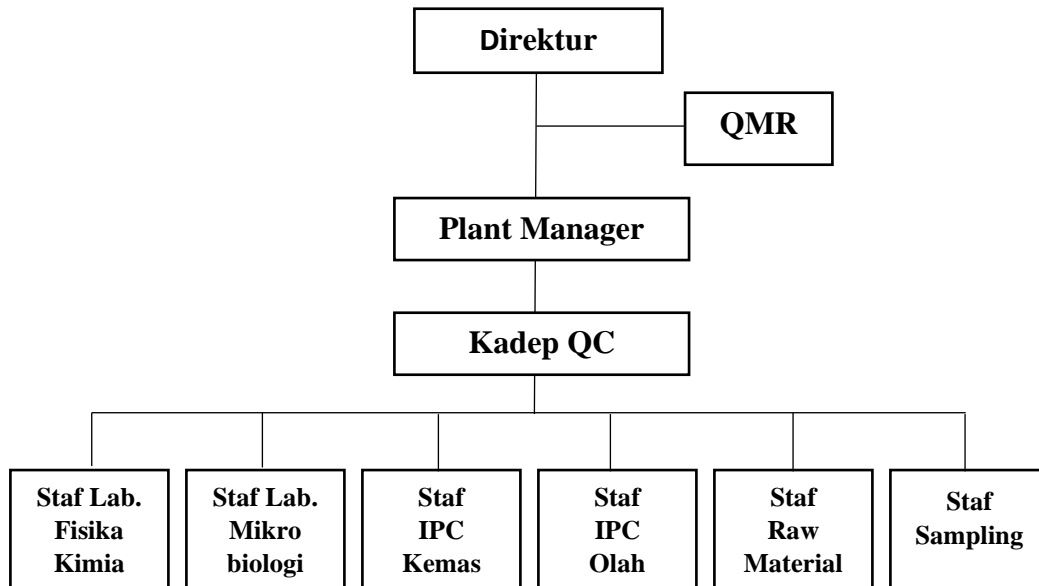 Direktur
QMR
Plant Manager
Kadep QC
Staf Lab.
Fisika
Kimia
Staf Lab.
Mikro
biologi
Staf
IPC
Kemas
Staf
IPC
Olah
Staf
Raw
Material
Staf
Sampling